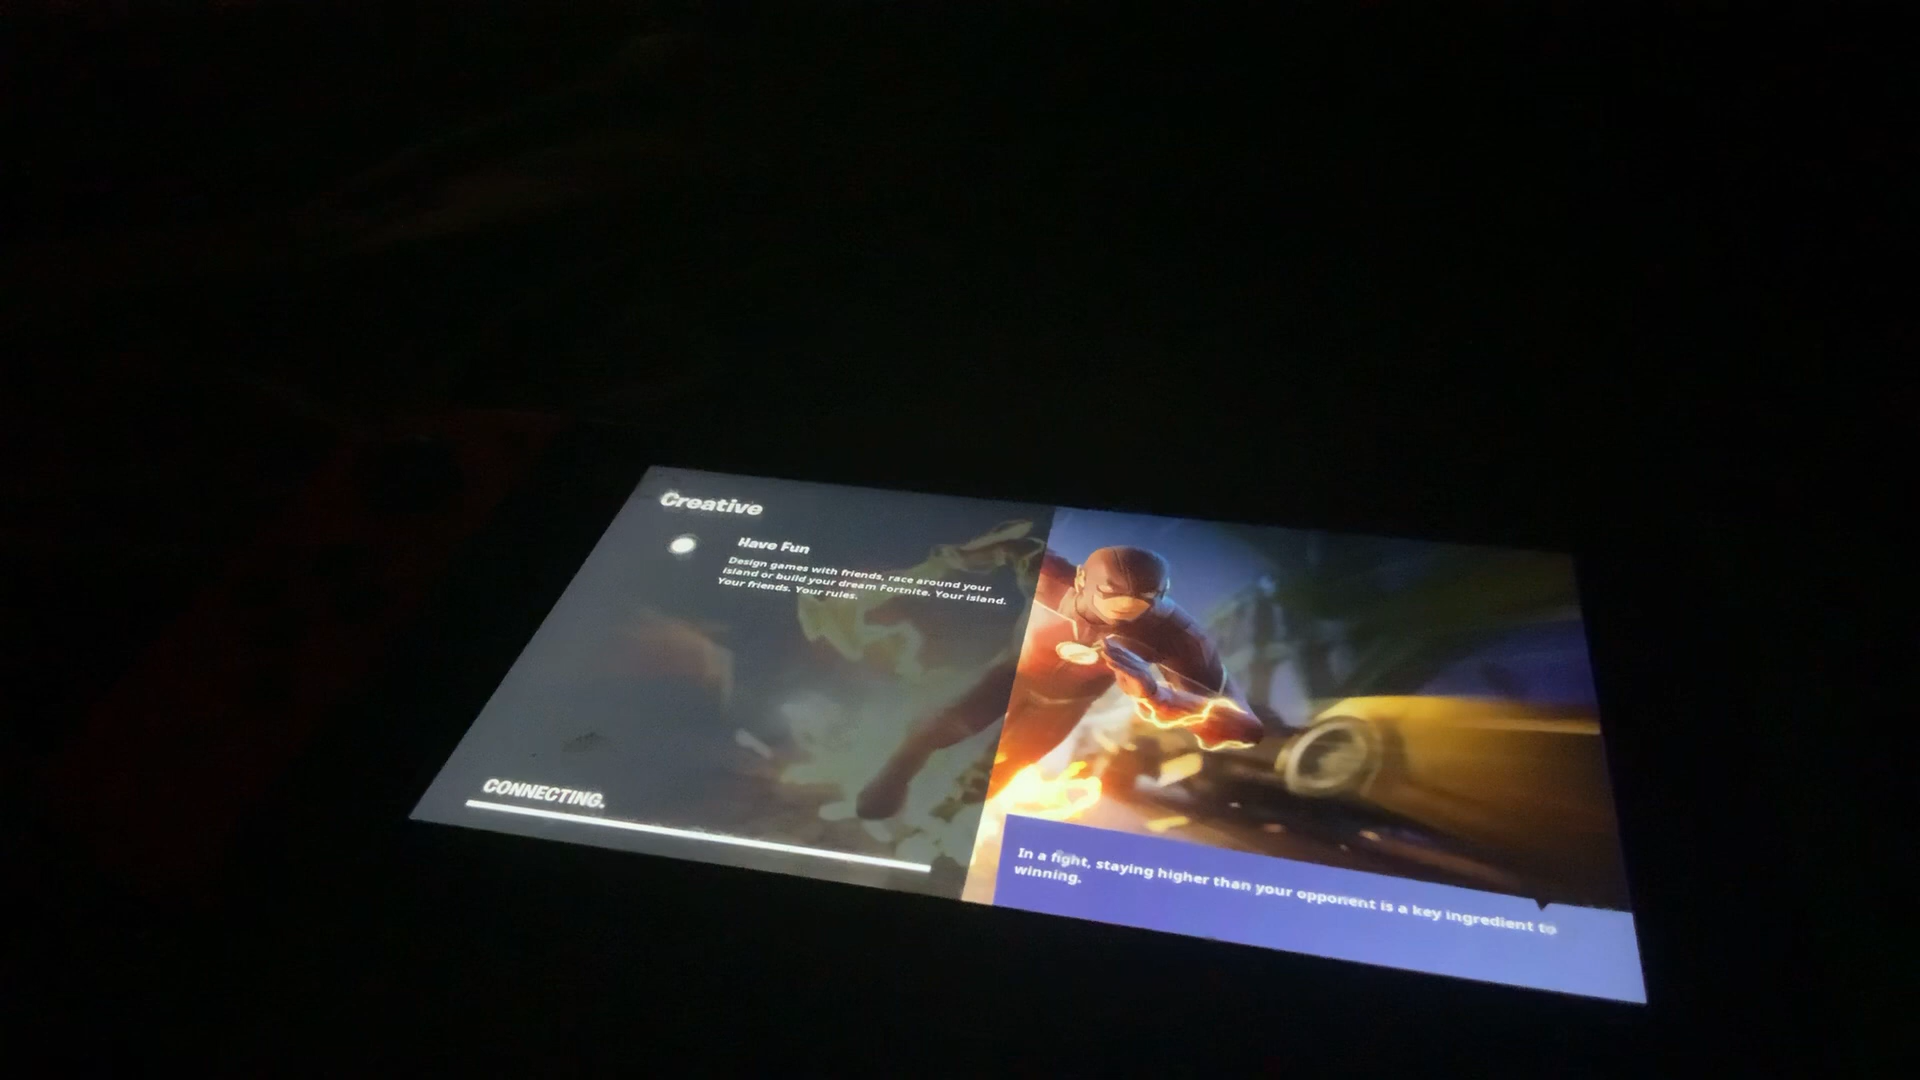 Creative
Have Fun
Design games with friends, race around your
island or build your dream Fortnite. Your island.
Your friends. Your rules.
CONNECTING.
In a fight, staying higher than your opponent is a key ingredient to
winning.